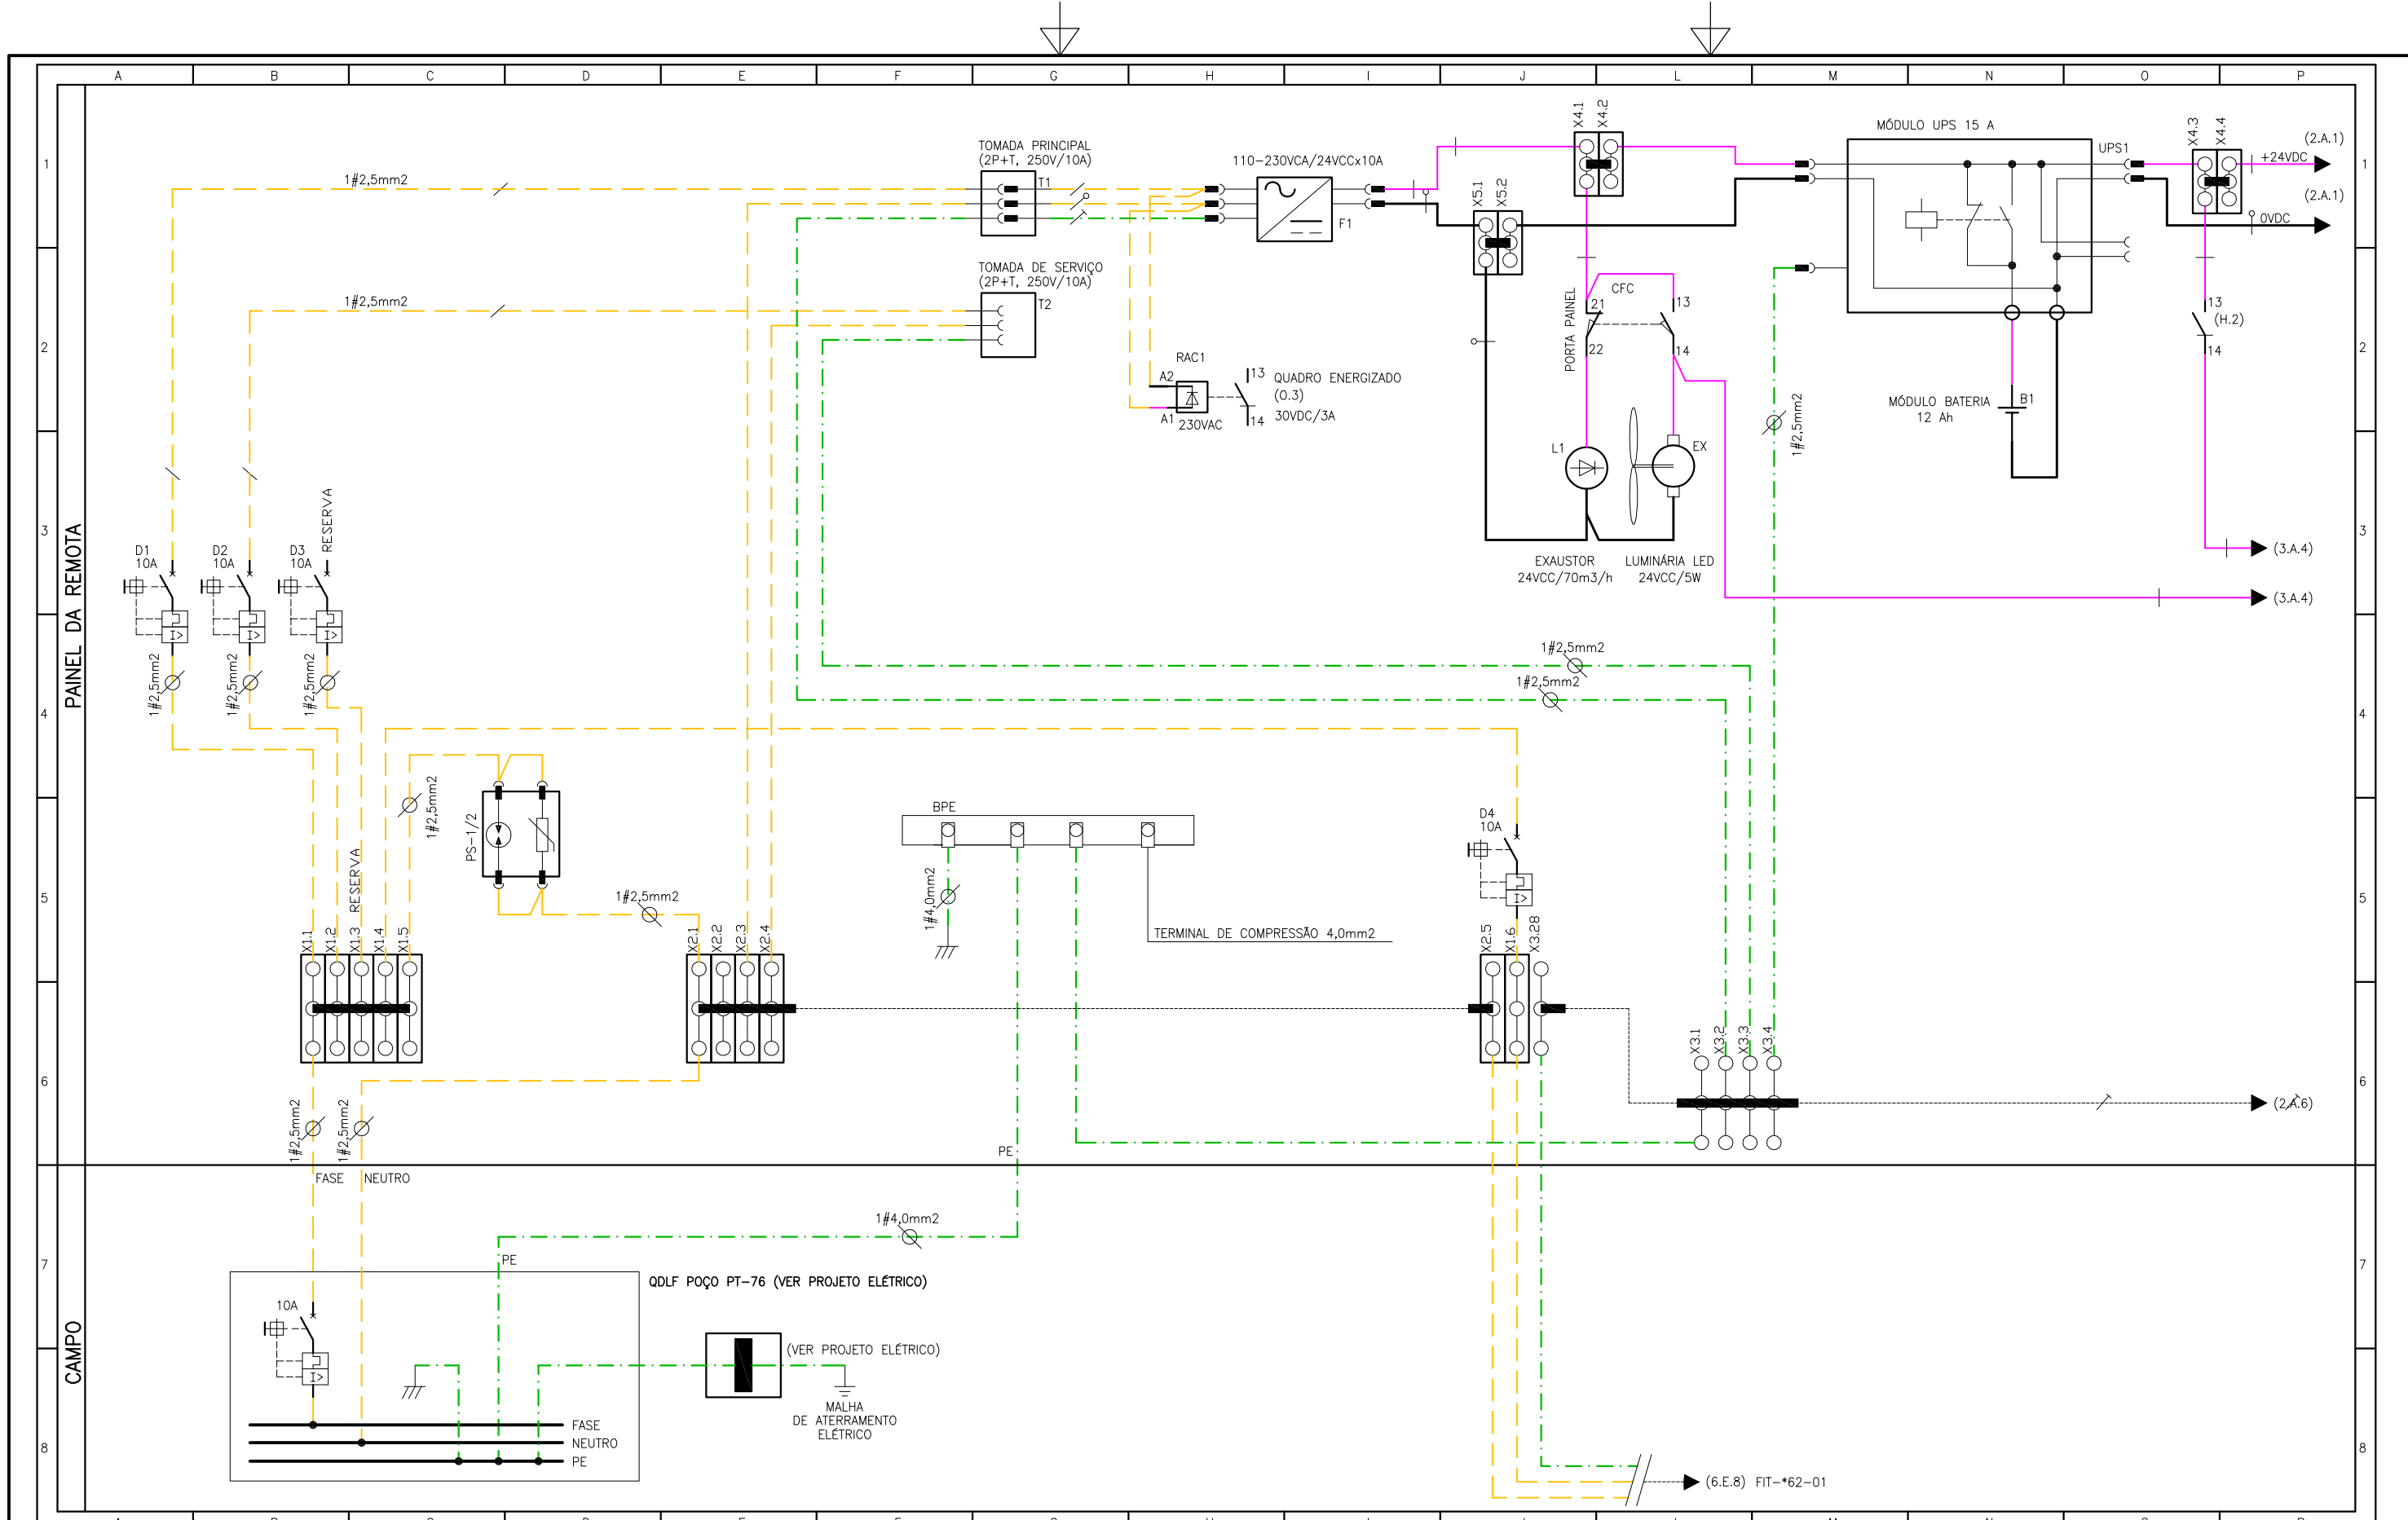 A B C D E F G H I J L M N O P
1
2
3
4
5
6
7
8
PAINEL DA REMOTA
CAMPO
1#2,5mm2
1#2,5mm2
TOMADA PRINCIPAL
(2P+T, 250V/10A)
T1
TOMADA DE SERVIÇO
(2P+T, 250V/10A)
T2
110-230VCA/24VCCx10A
F1
RAC1
A2
A1
230VAC
13
14
QUADRO ENERGIZADO
(0.3)
30VDC/3A
X5.1
X5.2
X4.1
X4.2
PORTA PAINEL
21
22
CFC
13
14
L1
EX
EXAUSTOR
24VCC/70m3/h
LUMINÁRIA LED
24VCC/5W
MÓDULO UPS 15 A
UPS1
MÓDULO BATERIA
12 Ah
B1
1#2,5mm2
X4.3
X4.4
(2.A.1)
+24VDC
(2.A.1)
0VDC
13
(H.2)
14
(3.A.4)
(3.A.4)
D1
10A
D2
10A
D3
10A
RESERVA
I>
I>
I>
1#2,5mm2
1#2,5mm2
1#2,5mm2
1#2,5mm2
1#2,5mm2
1#2,5mm2
PS-1/2
1#2,5mm2
BPE
1#4,0mm2
TERMINAL DE COMPRESSÃO 4,0mm2
D4
10A
I>
RESERVA
X1.1
X1.2
X1.3
X1.4
X1.5
X2.1
X2.2
X2.3
X2.4
X2.5
X1.6
X3.28
X3.1
X3.2
X3.3
X3.4
(2.A.6)
1#2,5mm2
1#2,5mm2
FASE
NEUTRO
PE
1#4,0mm2
PE
QDLF POÇO PT-76 (VER PROJETO ELÉTRICO)
10A
I>
(VER PROJETO ELÉTRICO)
MALHA
DE ATERRAMENTO
ELÉTRICO
FASE
NEUTRO
PE
(6.E.8) FIT-*62-01
1
2
3
4
5
6
7
8